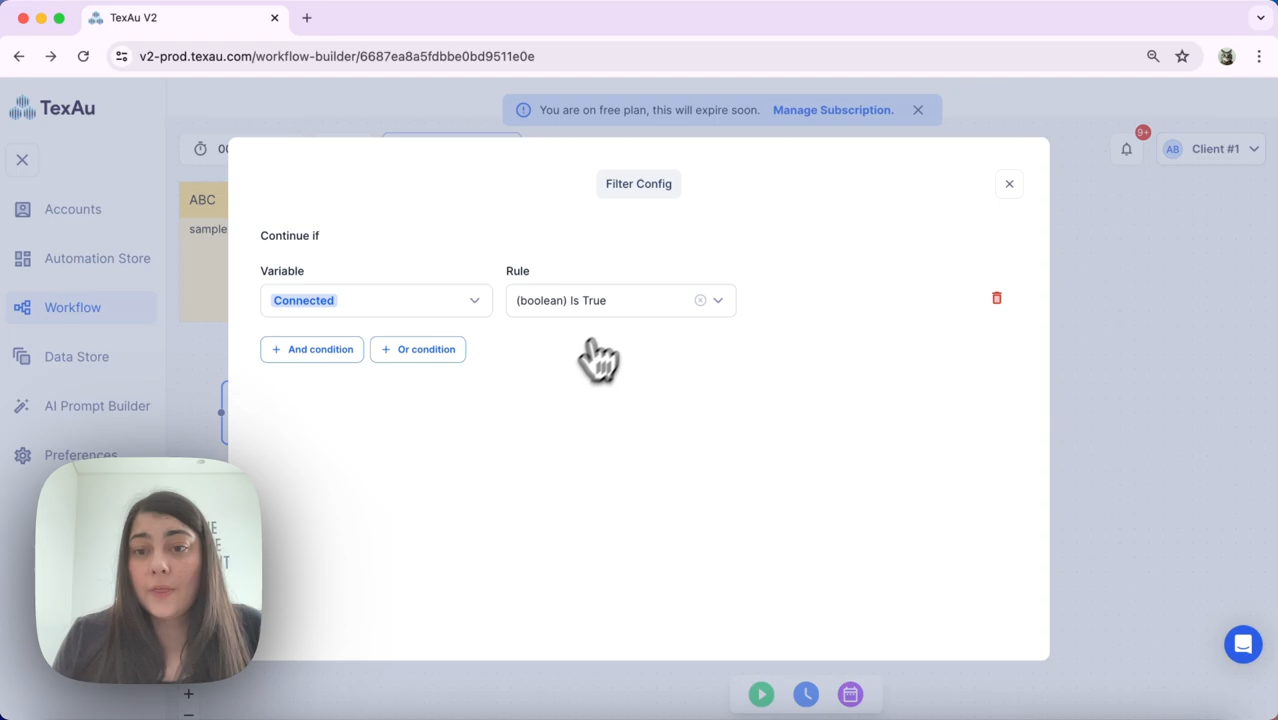 TexAu V2
v2-prod.texau.com/workflow-builder/6687ea8a5fdbbe0bd9511e0e
TexAu
You are on free plan, this will expire soon. Manage Subscription.
9+
AB Client #1
ABC
sample
Accounts
Automation Store
Workflow
Data Store
AI Prompt Builder
Preferences
Filter Config
Continue if
Variable Rule
Connected (boolean) Is True
+ And condition + Or condition